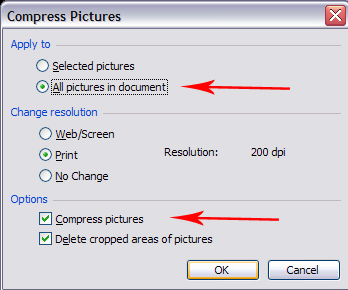 Compress Pictures
Apply to
Selected pictures
All pictures in document
Change resolution
Web/Screen
Print Resolution: 200 dpi
No Change
Options
Compress pictures
Delete cropped areas of pictures
OK Cancel